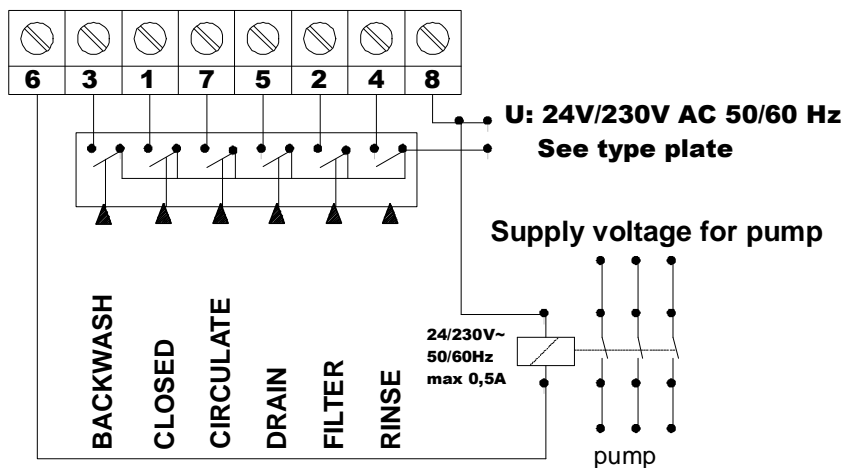 6 3 1 7 5 2 4 8
U: 24V/230V AC 50/60 Hz
See type plate
Supply voltage for pump
24/230V~
50/60Hz
max 0,5A
BACKWASH
CLOSED
CIRCULATE
DRAIN
FILTER
RINSE
pump